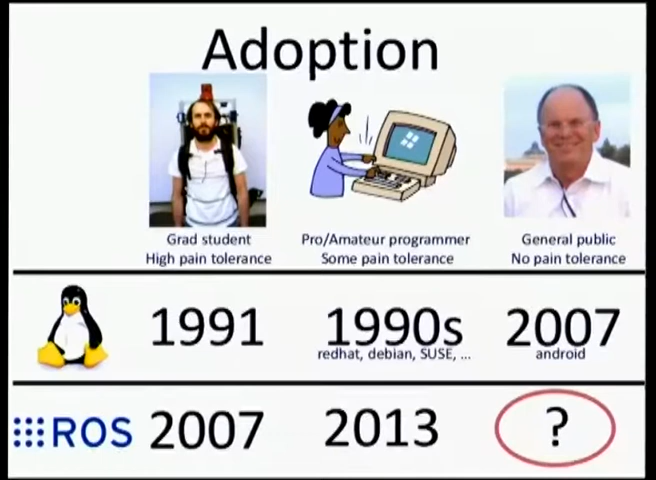 Adoption
Grad student
High pain tolerance
Pro/Amateur programmer
Some pain tolerance
General public
No pain tolerance
1991
1990s
redhat, debian, SUSE, ...
2007
android
ROS
2007
2013
?